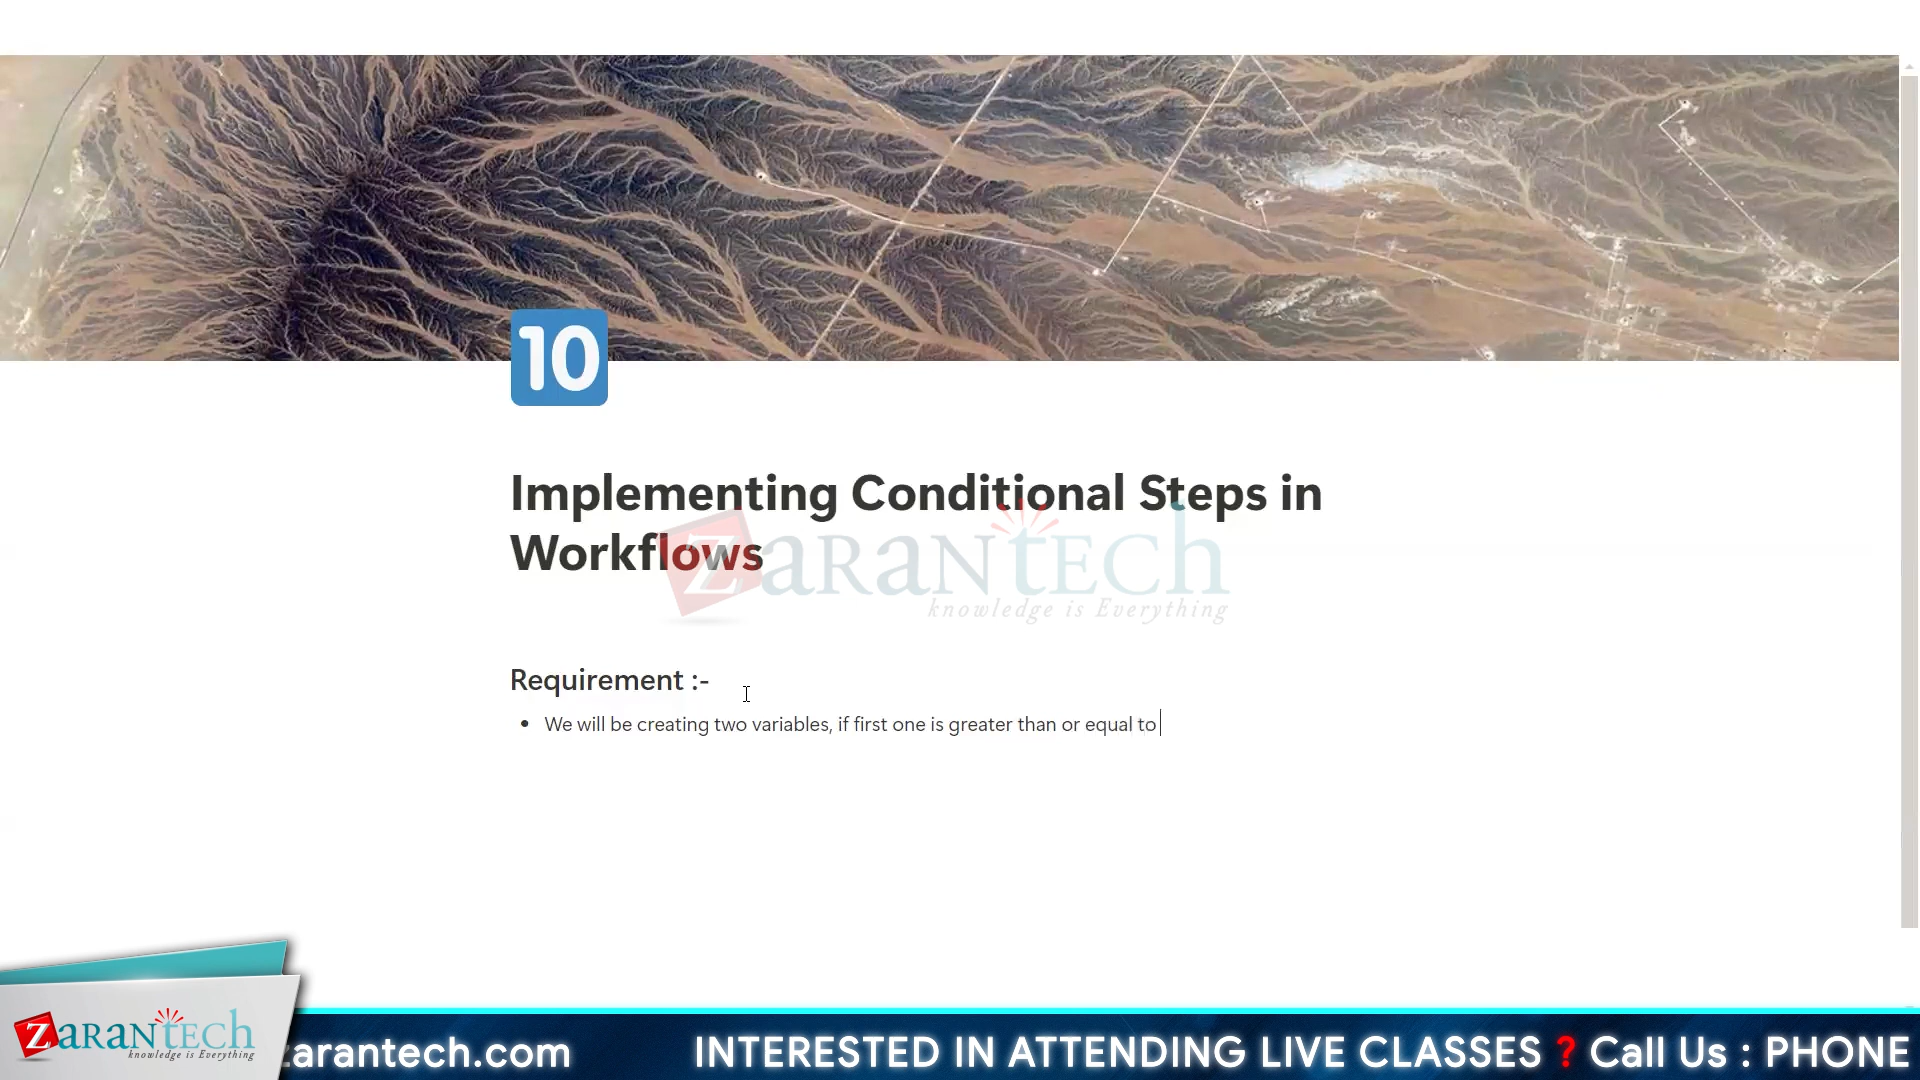 10
Implementing Conditional Steps in
Workflows
ZARANTECH
knowledge is Everything
Requirement :-
• We will be creating two variables, if first one is greater than or equal to
ZARANTECH
knowledge is Everything
zarantech.com INTERESTED IN ATTENDING LIVE CLASSES ? Call Us : PHONE